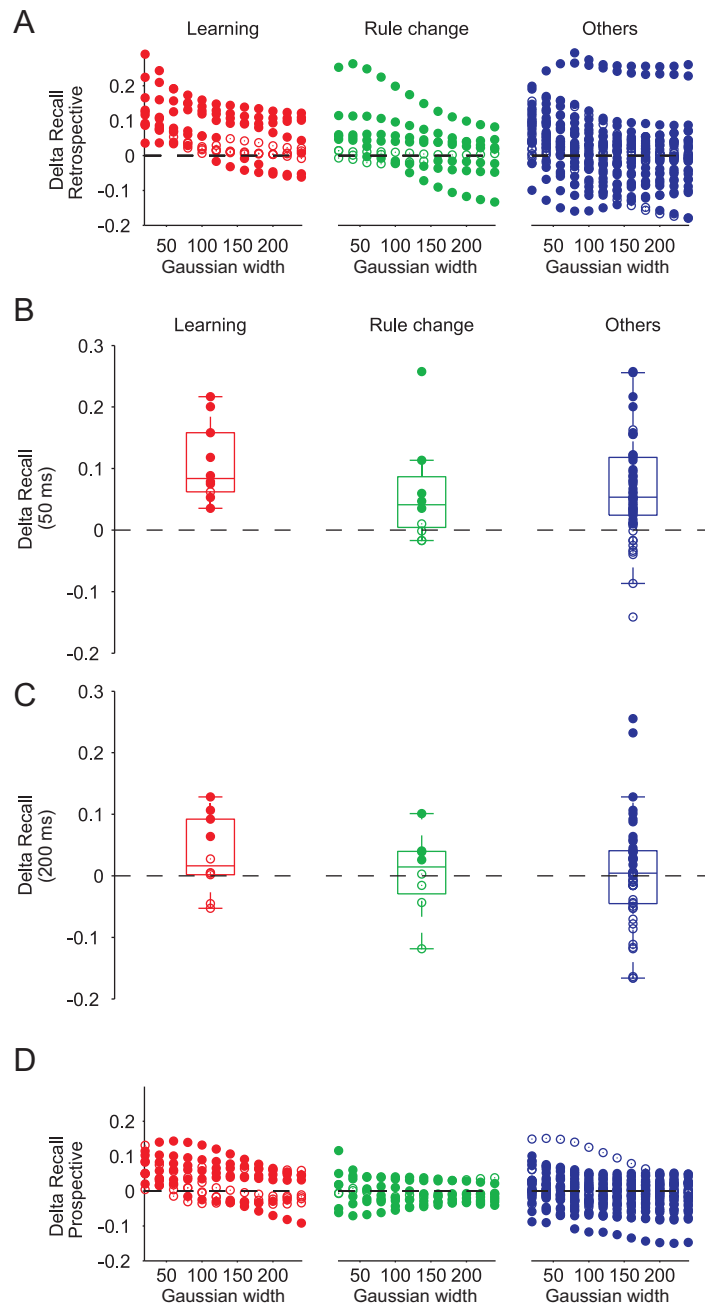 A
Learning
Rule change
Others
Delta Recall
Retrospective
0.2
0.1
0
-0.1
-0.2
50 100 150 200
50 100 150 200
50 100 150 200
Gaussian width
Gaussian width
Gaussian width
B
Learning
Rule change
Others
Delta Recall
(50 ms)
0.3
0.2
0.1
0
-0.1
-0.2
C
Delta Recall
(200 ms)
0.3
0.2
0.1
0
-0.1
-0.2
D
Delta Recall
Prospective
0.2
0.1
0
-0.1
-0.2
50 100 150 200
50 100 150 200
50 100 150 200
Gaussian width
Gaussian width
Gaussian width